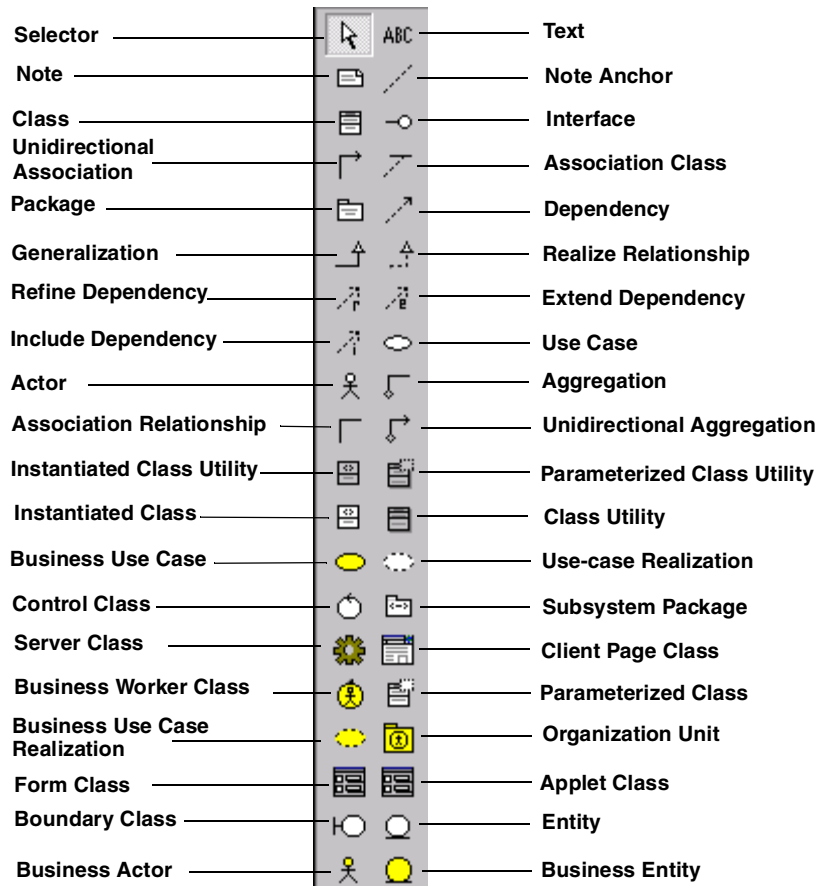 Selector
ABC
Text
Note
Note Anchor
Class
Interface
Unidirectional
Association
Association Class
Package
Dependency
Generalization
Realize Relationship
Refine Dependency
r
e
Extend Dependency
Include Dependency
i
Use Case
Actor
Aggregation
Association Relationship
Unidirectional Aggregation
Instantiated Class Utility
Parameterized Class Utility
Instantiated Class
Class Utility
Business Use Case
Use-case Realization
Control Class
Subsystem Package
Server Class
Client Page Class
Business Worker Class
Parameterized Class
Business Use Case
Realization
Organization Unit
Form Class
Applet Class
Boundary Class
Entity
Business Actor
Business Entity